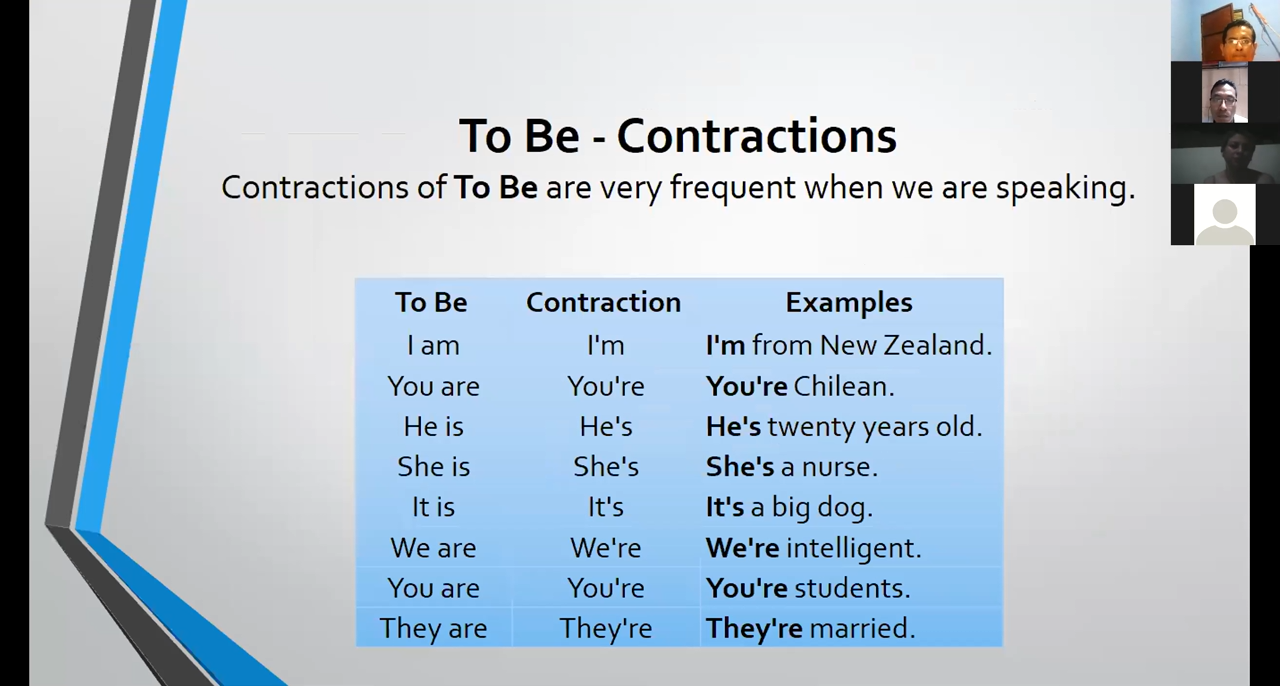 To Be - Contractions
Contractions of To Be are very frequent when we are speaking.
To Be Contraction Examples
I am I'm I'm from New Zealand.
You are You're You're Chilean.
He is He's He's twenty years old.
She is She's She's a nurse.
It is It's It's a big dog.
We are We're We're intelligent.
You are You're You're students.
They are They're They're married.